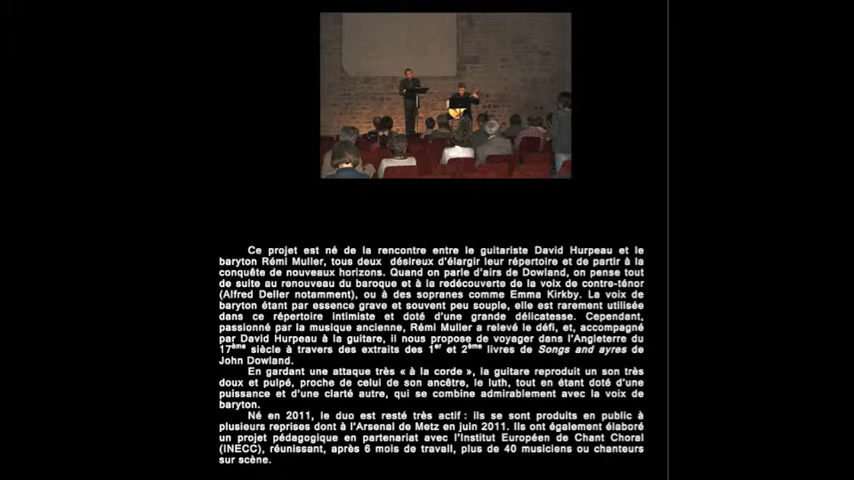 Ce projet est né de la rencontre entre le guitariste David Hurpeau et le
baryton Rémi Muller, tous deux désireux d'élargir leur répertoire et de partir à la
conquête de nouveaux horizons. Quand on parle d'airs de Dowland, on pense tout
de suite au renouveau du baroque et à la redécouverte de la voix de contre-ténor
(Alfred Deller notamment), ou à des sopranes comme Emma Kirkby. La voix de
baryton étant par essence grave et souvent peu souple, elle est rarement utilisée
dans ce répertoire intimiste et doté d'une grande délicatesse. Cependant,
passionné par la musique ancienne, Rémi Muller a relevé le défi, et, accompagné
par David Hurpeau à la guitare, il nous propose de voyager dans l'Angleterre du
17ème siècle à travers des extraits des 1er et 2ème livres de Songs and ayres de
John Dowland.
En gardant une attaque très « à la corde », la guitare reproduit un son très
doux et pulpé, proche de celui de son ancêtre, le luth, tout en étant doté d'une
puissance et d'une clarté autre, qui se combine admirablement avec la voix de
baryton.
Né en 2011, le duo est resté très actif : ils se sont produits en public à
plusieurs reprises dont à l'Arsenal de Metz en juin 2011. Ils ont également élaboré
un projet pédagogique en partenariat avec l'Institut Européen de Chant Choral
(INECC), réunissant, après 6 mois de travail, plus de 40 musiciens ou chanteurs
sur scène.